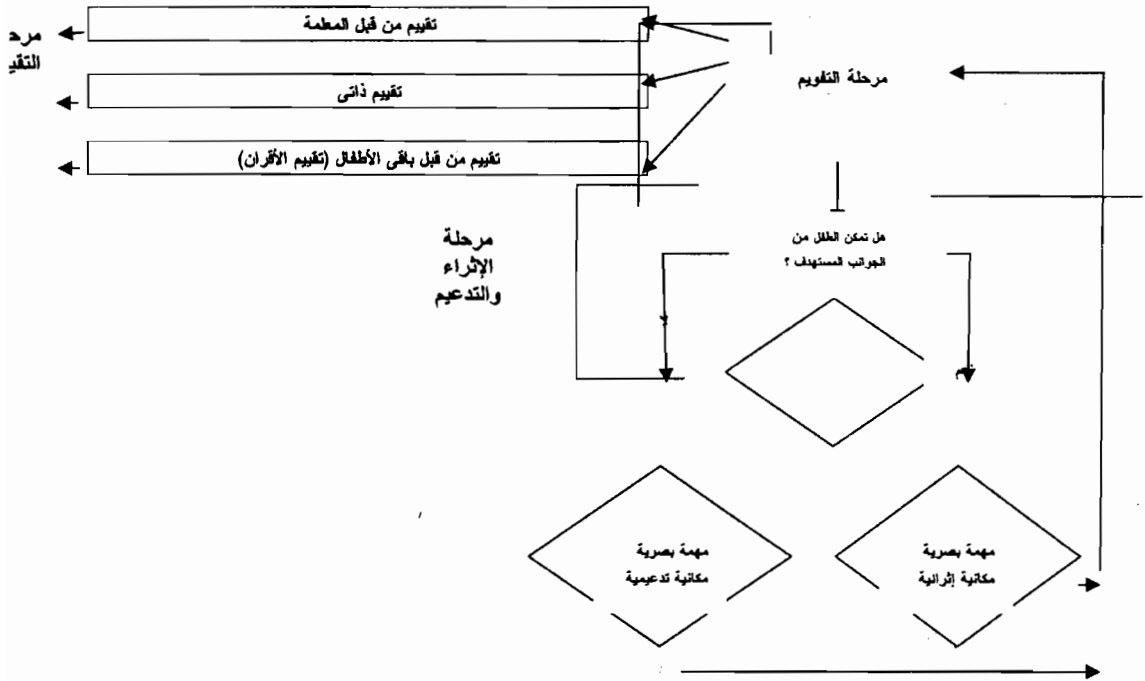 تقييم من قبل المعلمة
مرحلة التقويم
تقييم ذاتى
تقييم من قبل باقى الأطفال (تقييم الأقران)
هل تمكن الطفل من
الجوانب المستهدف ؟
مرحلة
الإثراء
والتدعيم
نعم
مهمة بصرية
مكانية إثرائية
مهمة بصرية
مكانية تدعيمية